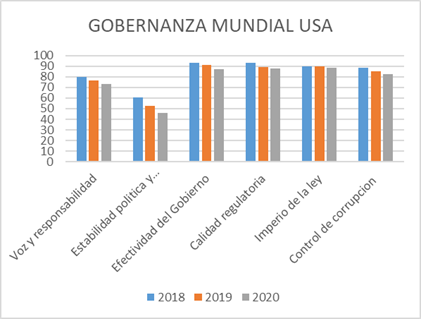 GOBERNANZA MUNDIAL USA
100
90
80
70
60
50
40
30
20
10
0
Voz y responsabilidad
Estabilidad politica y...
Efectividad del Gobierno
Calidad regulatoria
Imperio de la ley
Control de corrupcion
2018 2019 2020